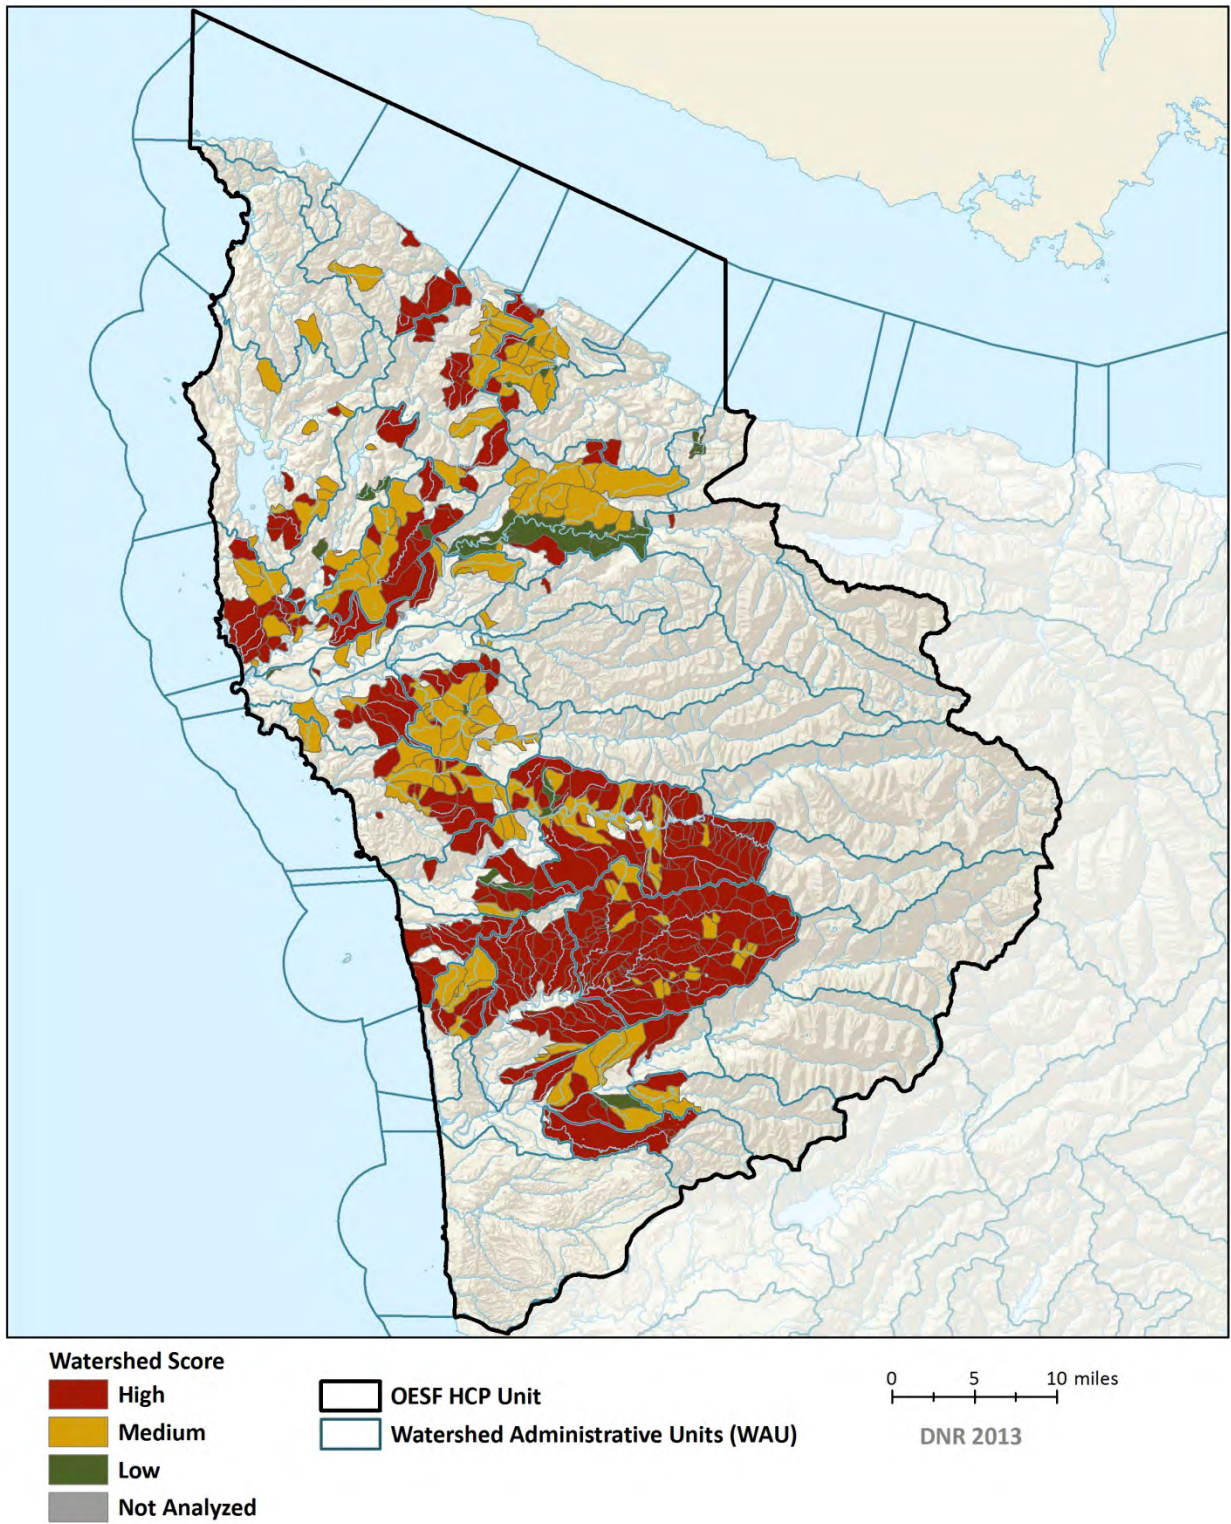 Watershed Score
High
Medium
Low
Not Analyzed
OESF HCP Unit
Watershed Administrative Units (WAU)
0 5 10 miles
DNR 2013